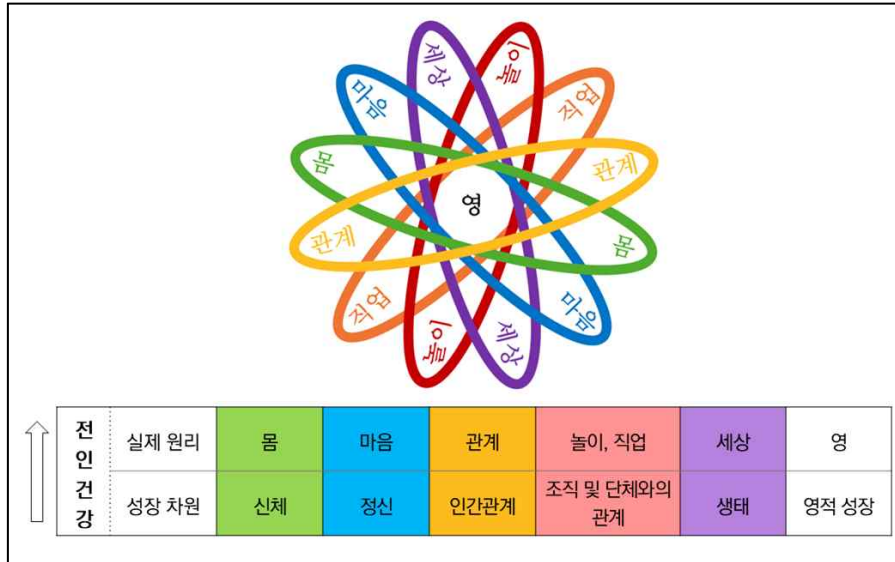 세상
놀이
마음
직업
몸
관계
영
관계
몸
직업
마음
놀이
세상
전인건강
실제 원리
몸
마음
관계
놀이, 직업
세상
영
성장 차원
신체
정신
인간관계
조직 및 단체와의
관계
생태
영적 성장